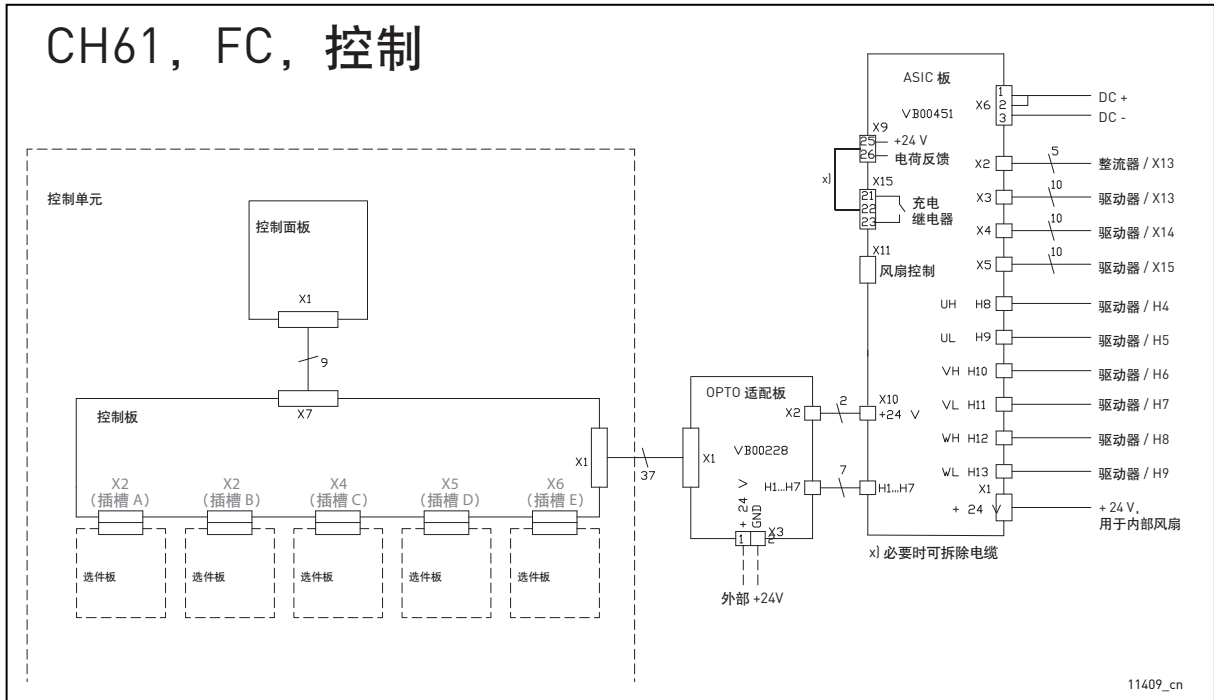 CH61，FC，控制
ASIC 板
VB00451
X6
1
2
3
DC +
DC -
X9
25
26
+24 V
电荷反馈
x)
X15
21
22
23
充电
继电器
X11
风扇控制
X2
5
整流器 / X13
X3
10
驱动器 / X13
X4
10
驱动器 / X14
X5
10
驱动器 / X15
UH H8
驱动器 / H4
UL H9
驱动器 / H5
VH H10
驱动器 / H6
VL H11
驱动器 / H7
WH H12
驱动器 / H8
WL H13
驱动器 / H9
X1
+ 24 V
+ 24 V，
用于内部风扇
X10
+24 V
H1...H7
x) 必要时可拆除电缆
控制单元
控制面板
X1
9
X7
控制板
X1
37
X2
(插槽 A)
X2
(插槽 B)
X4
(插槽 C)
X5
(插槽 D)
X6
(插槽 E)
选件板
选件板
选件板
选件板
选件板
OPTO 适配板
X2
2
X1
VB00228
H1...H7
7
+ 24 V
GND
X3
1
2
外部 +24V
11409_cn